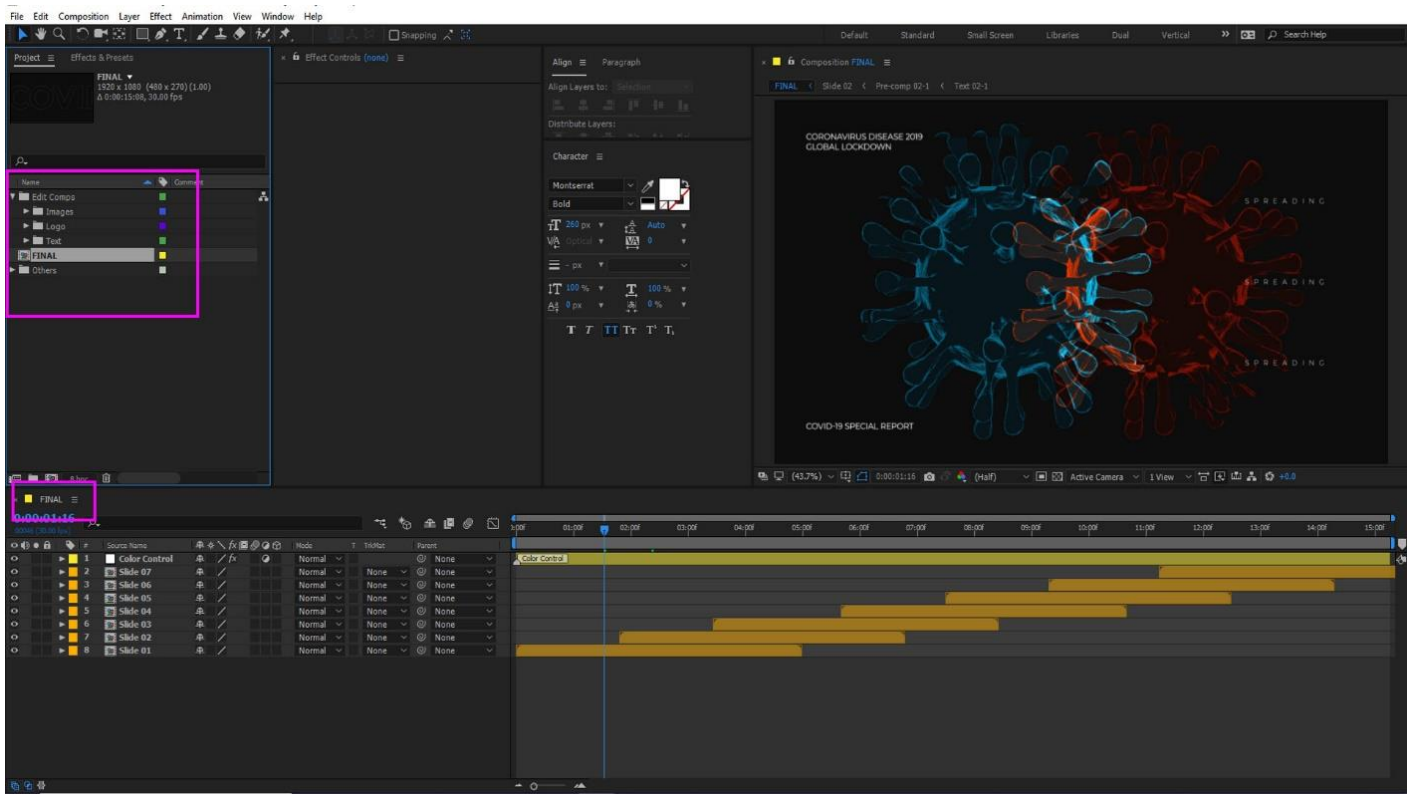 File Edit Composition Layer Effect Animation View Window Help
Snapping
Default Standard Small Screen Libraries Dual Vertical Search Help
Project Effects & Presets
FINAL
1920 x 1080 (480 x 270) (1.00)
Δ 0:00:15:08, 30.00 fps
Name Comment
Edit Comps
Images
Logo
Text
FINAL
Others
Effect Controls (none)
Align Paragraph
Align Layers to: Selection
Distribute Layers:
Character
Montserrat
Bold
260 px Auto
Optical 0
- px
100 % 100 %
0 px 0 %
T T TT Tt T T
Composition FINAL
FINAL < Slide 02 < Pre-comp 02-1 < Text 02-1
CORONAVIRUS DISEASE 2019
GLOBAL LOCKDOWN
SPREADING
SPREADING
SPREADING
COVID-19 SPECIAL REPORT
(43.7%) 0:00:01:16 (Half) Active Camera 1 View +0.0
FINAL
0:00:01:16
01:00f 02:00f 03:00f 04:00f 05:00f 06:00f 07:00f 08:00f 09:00f 10:00f 11:00f 12:00f 13:00f 14:00f 15:00f
# Source Name Mode T TrkMat Parent
1 Color Control Normal None Color Control
2 Slide 07 Normal None None
3 Slide 06 Normal None None
4 Slide 05 Normal None None
5 Slide 04 Normal None None
6 Slide 03 Normal None None
7 Slide 02 Normal None None
8 Slide 01 Normal None None